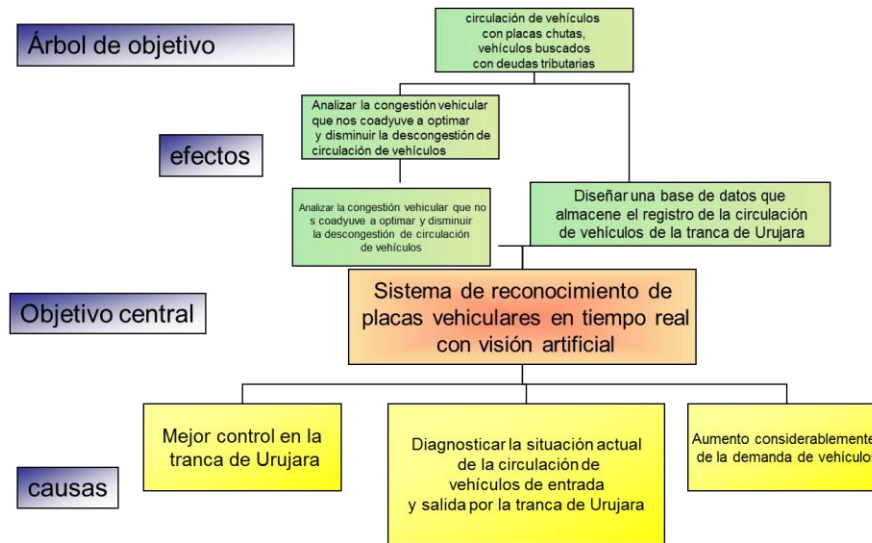 Árbol de objetivo
circulación de vehículos
con placas chutas,
vehículos buscados
con deudas tributarias
Analizar la congestión vehicular
que nos coadyuve a optimar
y disminuir la descongestión de
circulación de vehículos
efectos
Analizar la congestión vehicular que no
s coadyuve a optimar y disminuir
la descongestión de circulación
de vehículos
Diseñar una base de datos que
almacene el registro de la circulación
de vehículos de la tranca de Urujara
Objetivo central
Sistema de reconocimiento de
placas vehiculares en tiempo real
con visión artificial
Mejor control en la
tranca de Urujara
Diagnosticar la situación actual
de la circulación de
vehículos de entrada
y salida por la tranca de Urujara
Aumento considerablemente
de la demanda de vehículos
causas